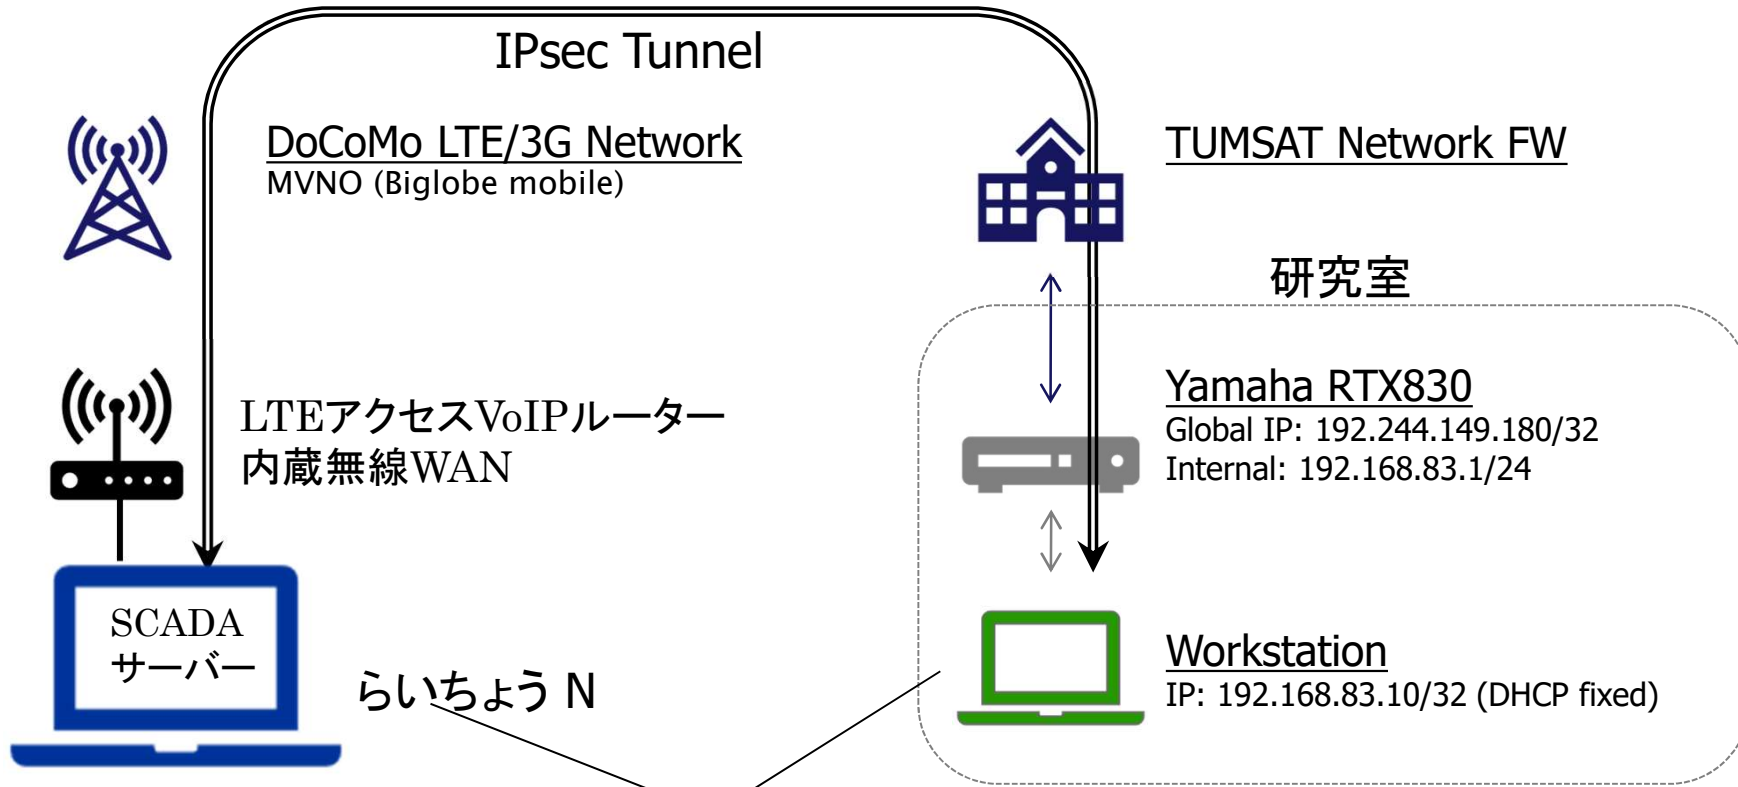 IPsec Tunnel
DoCoMo LTE/3G Network
MVNO (Biglobe mobile)
TUMSAT Network FW
研究室
LTEアクセスVoIPルーター
内蔵無線WAN
Yamaha RTX830
Global IP: 192.244.149.180/32
Internal: 192.168.83.1/24
SCADA
サーバー
らいちょう N
Workstation
IP: 192.168.83.10/32 (DHCP fixed)